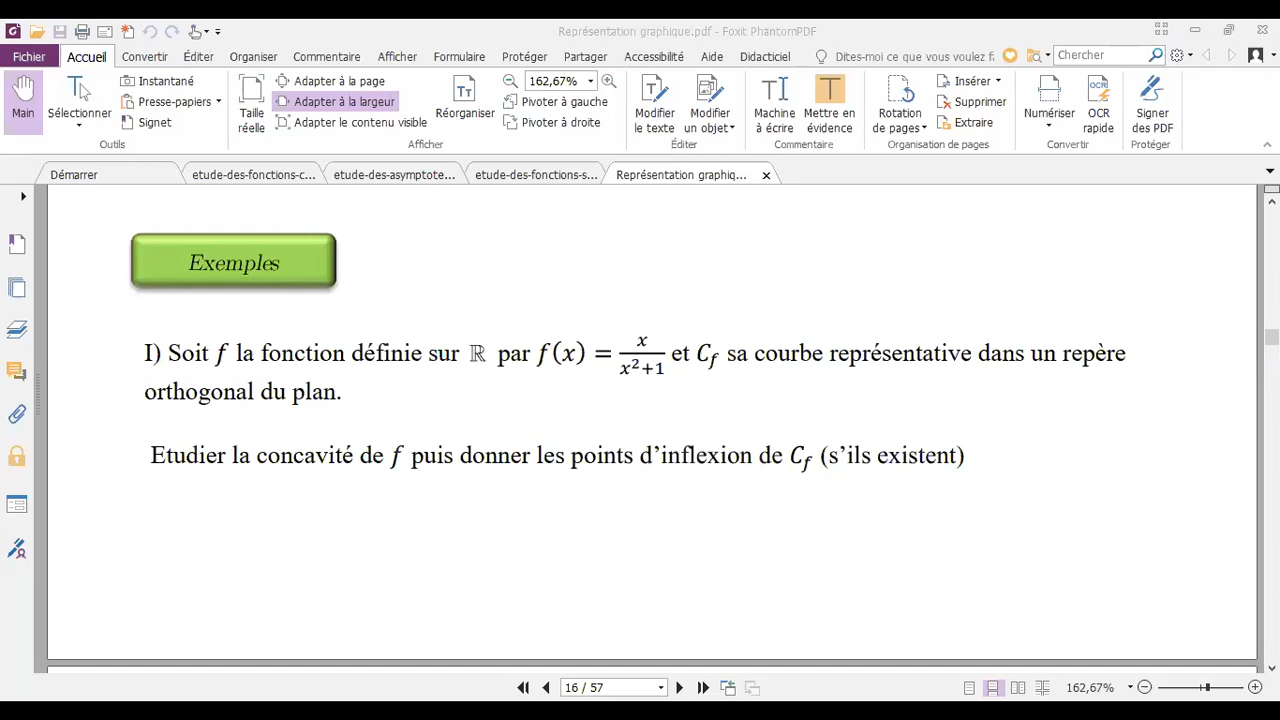 Représentation graphique.pdf - Foxit PhantomPDF
Fichier Accueil Convertir Éditer Organiser Commentaire Afficher Formulaire Protéger Partager Accessibilité Aide Didacticiel Dites-moi ce que vous voulez f Chercher
Main
Sélectionner
Instantané
Presse-papiers
Signet
Outils
Taille
réelle
Adapter à la page
Adapter à la largeur
Adapter le contenu visible
Réorganiser
162,67%
Pivoter à gauche
Pivoter à droite
Afficher
Modifier
le texte
Modifier
un objet
Éditer
Machine
à écrire
Mettre en
évidence
Commentaire
Rotation
de pages
Insérer
Supprimer
Extraire
Organisation de pages
Numériser
OCR
rapide
Convertir
Signer
des PDF
Protéger
Démarrer etude-des-fonctions-c... etude-des-asymptote... etude-des-fonctions-s... Représentation graphiq...
Exemples
I) Soit f la fonction définie sur ℝ par f(x) = x/(x²+1) et C_f sa courbe représentative dans un repère
orthogonal du plan.
Etudier la concavité de f puis donner les points d'inflexion de C_f (s'ils existent)
16 / 57 162,67%